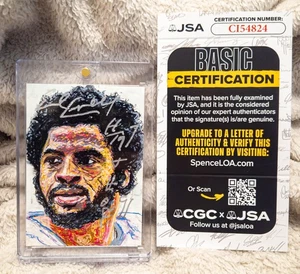 JSA
CERTIFICATION NUMBER:
CI54824
BASIC
CERTIFICATION
This item has been fully examined
by JSA, and it is the considered
opinion of our expert authenticators
that the signature(s) is/are genuine.
UPGRADE TO A LETTER OF
AUTHENTICITY & VERIFY THIS
CERTIFICATION BY VISITING:
SpenceLOA.com
Or Scan
CGC x JSA
Follow us at @jsaloa